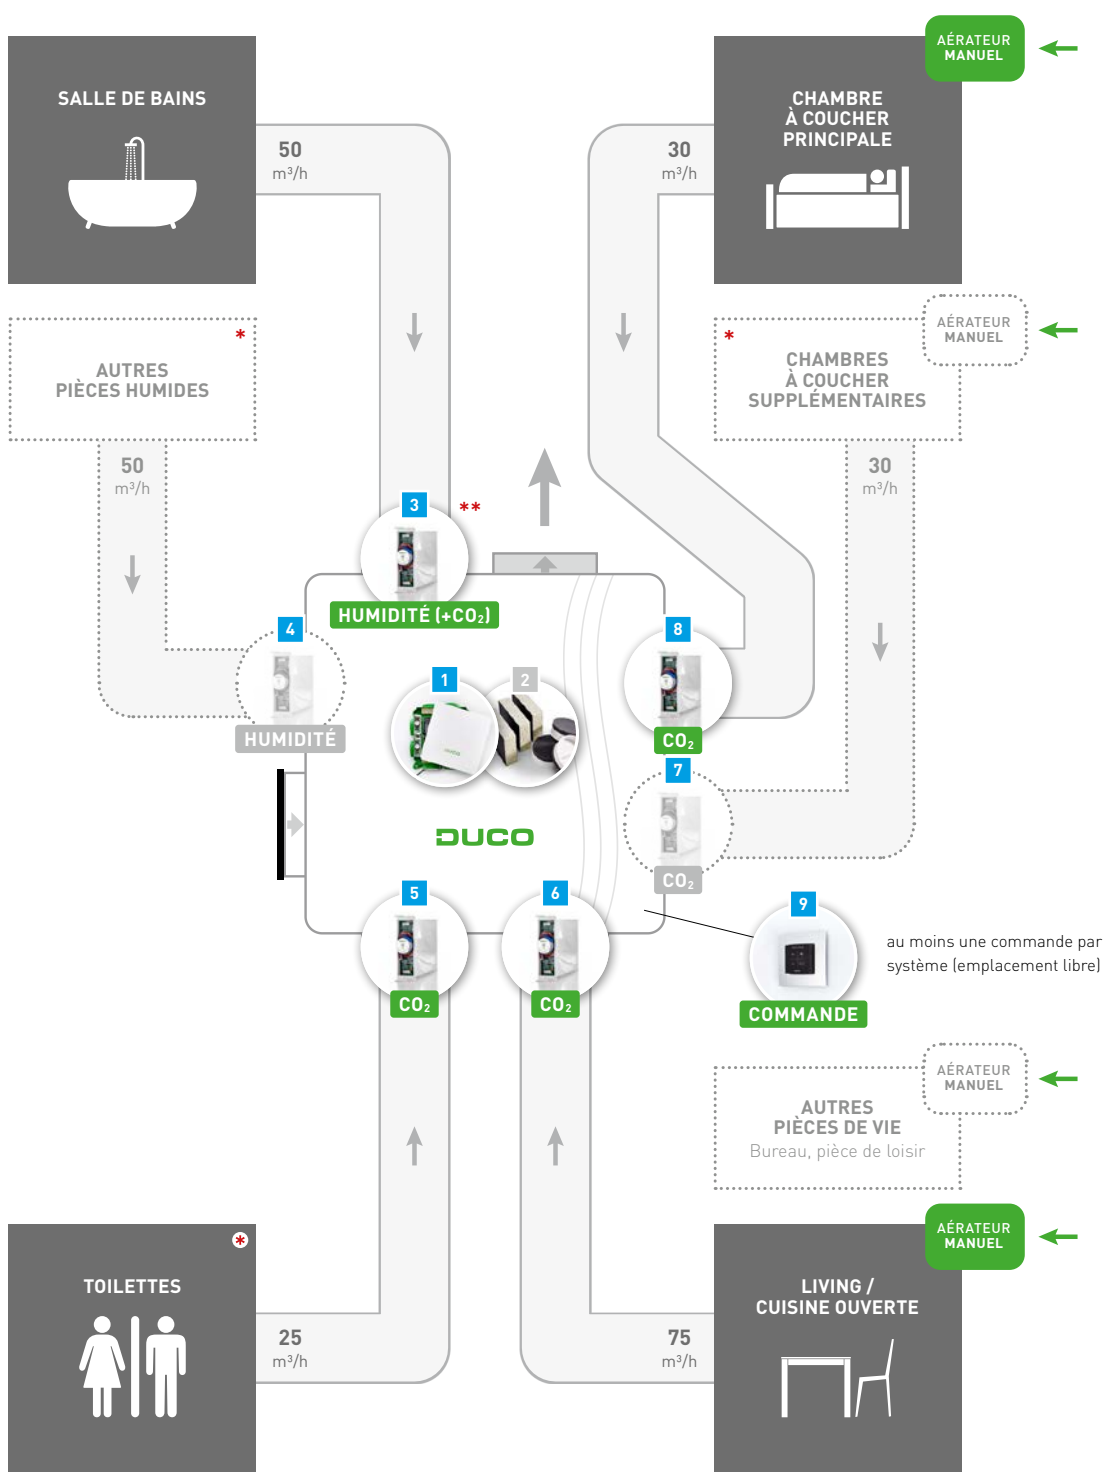 AÉRATEUR
MANUEL
SALLE DE BAINS
CHAMBRE
À COUCHER
PRINCIPALE
50
m³/h
30
m³/h
*
AUTRES
PIÈCES HUMIDES
*
CHAMBRES
À COUCHER
SUPPLÉMENTAIRES
AÉRATEUR
MANUEL
50
m³/h
30
m³/h
3
**
HUMIDITÉ (+CO₂)
4
HUMIDITÉ
1
2
8
CO₂
7
CO₂
DUCO
5
CO₂
6
CO₂
9
COMMANDE
au moins une commande par
système (emplacement libre)
AÉRATEUR
MANUEL
AUTRES
PIÈCES DE VIE
Bureau, pièce de loisir
AÉRATEUR
MANUEL
*
TOILETTES
LIVING /
CUISINE OUVERTE
25
m³/h
75
m³/h